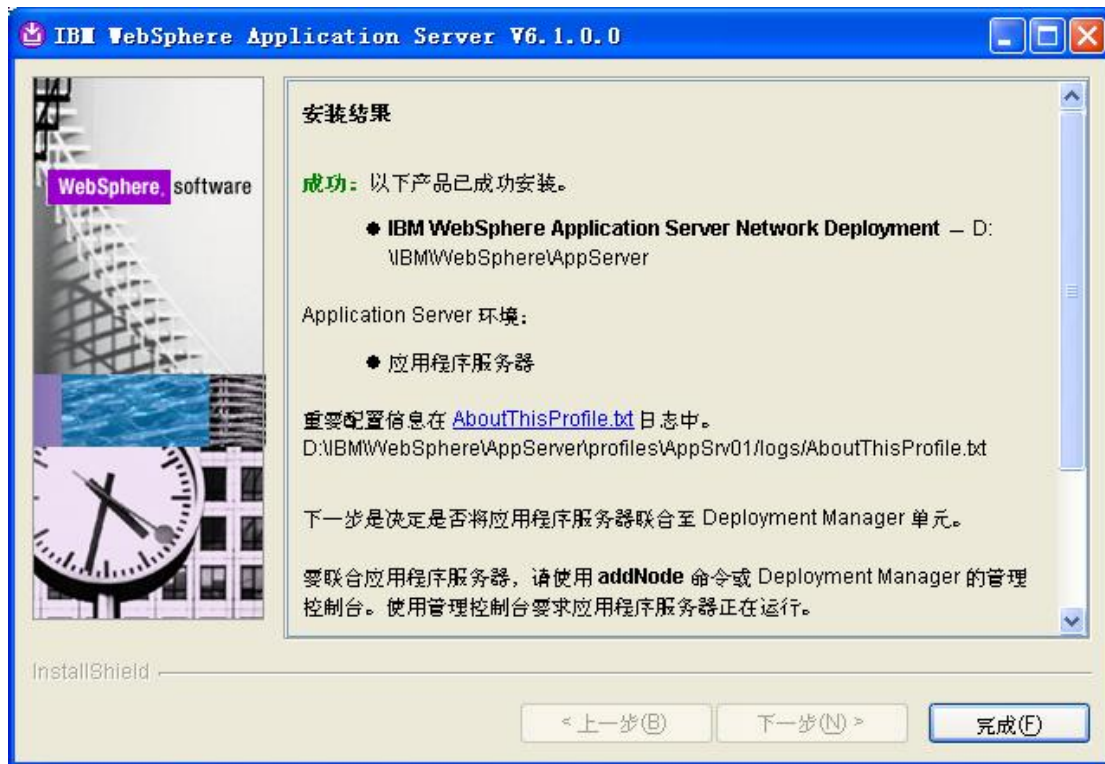 IBM WebSphere Application Server V6.1.0.0
WebSphere. software
安装结果
成功：以下产品已成功安装。
● IBM WebSphere Application Server Network Deployment － D:
\IBM\WebSphere\AppServer
Application Server 环境：
● 应用程序服务器
重要配置信息在 AboutThisProfile.txt 日志中。
D:\IBM\WebSphere\AppServer\profiles\AppSrv01/logs/AboutThisProfile.txt
下一步是决定是否将应用程序服务器联合至 Deployment Manager 单元。
要联合应用程序服务器，请使用 addNode 命令或 Deployment Manager 的管理
控制台。使用管理控制台要求应用程序服务器正在运行。
InstallShield
< 上一步(B)
下一步(N) >
完成(F)